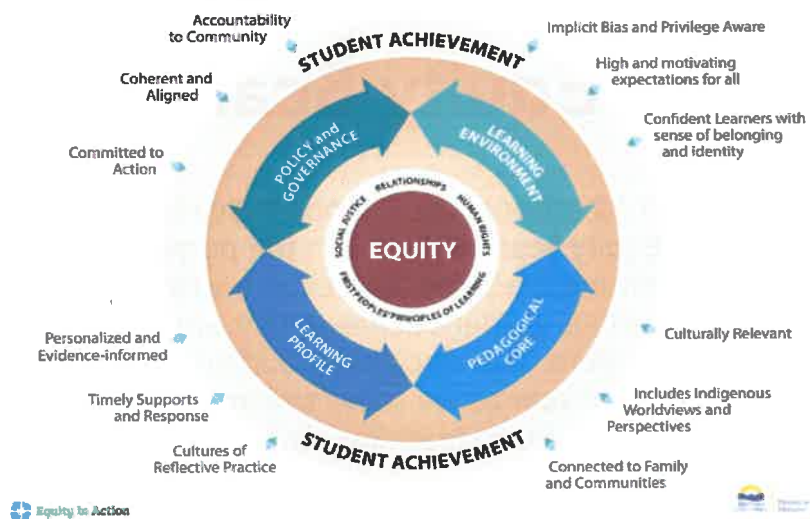 Accountability
to Community
Coherent and
Aligned
Committed to
Action
STUDENT ACHIEVEMENT
Implicit Bias and Privilege Aware
High and motivating
expectations for all
Confident Learners with
sense of belonging
and identity
POLICY and
GOVERNANCE
LEARNING
ENVIRONMENT
SOCIAL JUSTICE
RELATIONSHIPS
HUMAN RIGHTS
EQUITY
FIRST PEOPLES' PRINCIPLES OF LEARNING
LEARNING
PROFILE
PEDAGOGICAL
CORE
Personalized and
Evidence-informed
Timely Supports
and Response
Cultures of
Reflective Practice
STUDENT ACHIEVEMENT
Culturally Relevant
Includes Indigenous
Worldviews and
Perspectives
Connected to Family
and Communities
Equity in Action